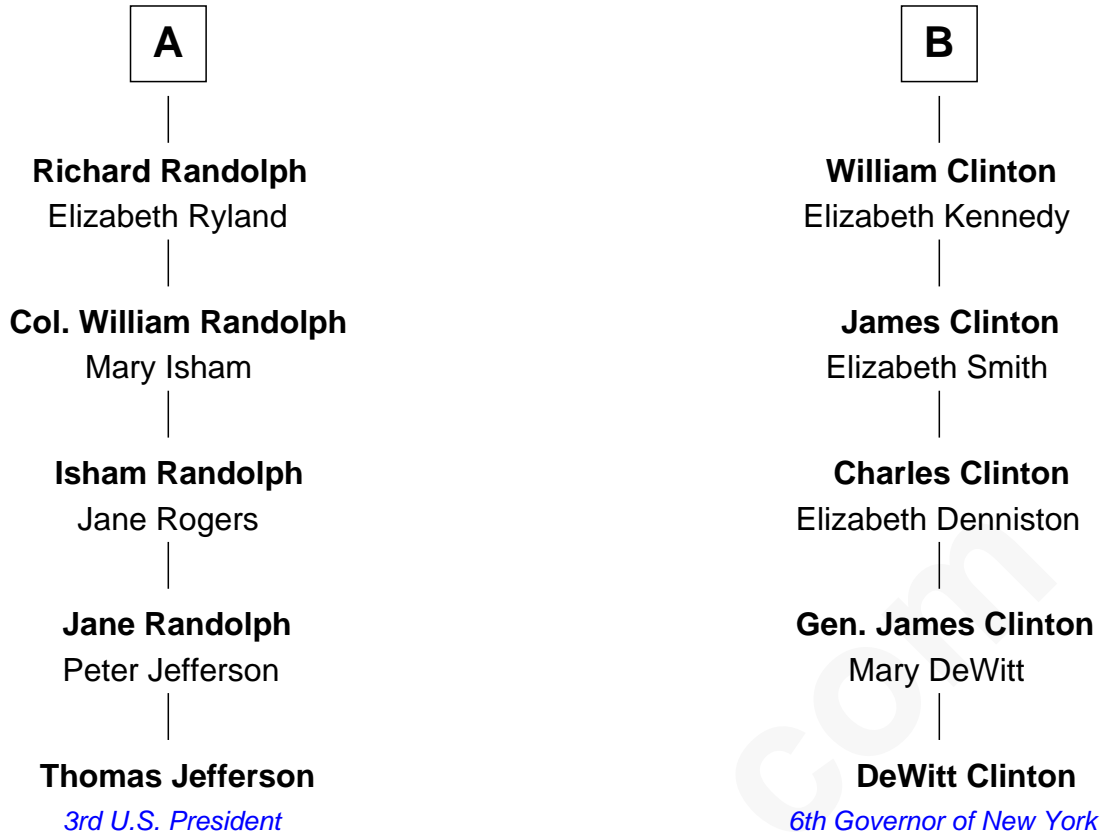 A
Richard Randolph
Elizabeth Ryland
Col. William Randolph
Mary Isham
Isham Randolph
Jane Rogers
Jane Randolph
Peter Jefferson
Thomas Jefferson
3rd U.S. President
B
William Clinton
Elizabeth Kennedy
James Clinton
Elizabeth Smith
Charles Clinton
Elizabeth Denniston
Gen. James Clinton
Mary DeWitt
DeWitt Clinton
6th Governor of New York
com